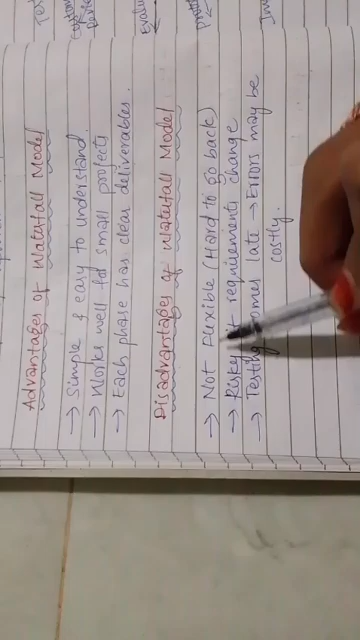 Advantages of Waterfall Model
→ Simple & easy to understand.
→ Works well for small projects
→ Each phase has clear deliverables.
Disadvantages of Waterfall Model
→ Not Flexible (Hard to go back)
→ Risky if requirements change
→ Testing comes late → Errors may be
costly.